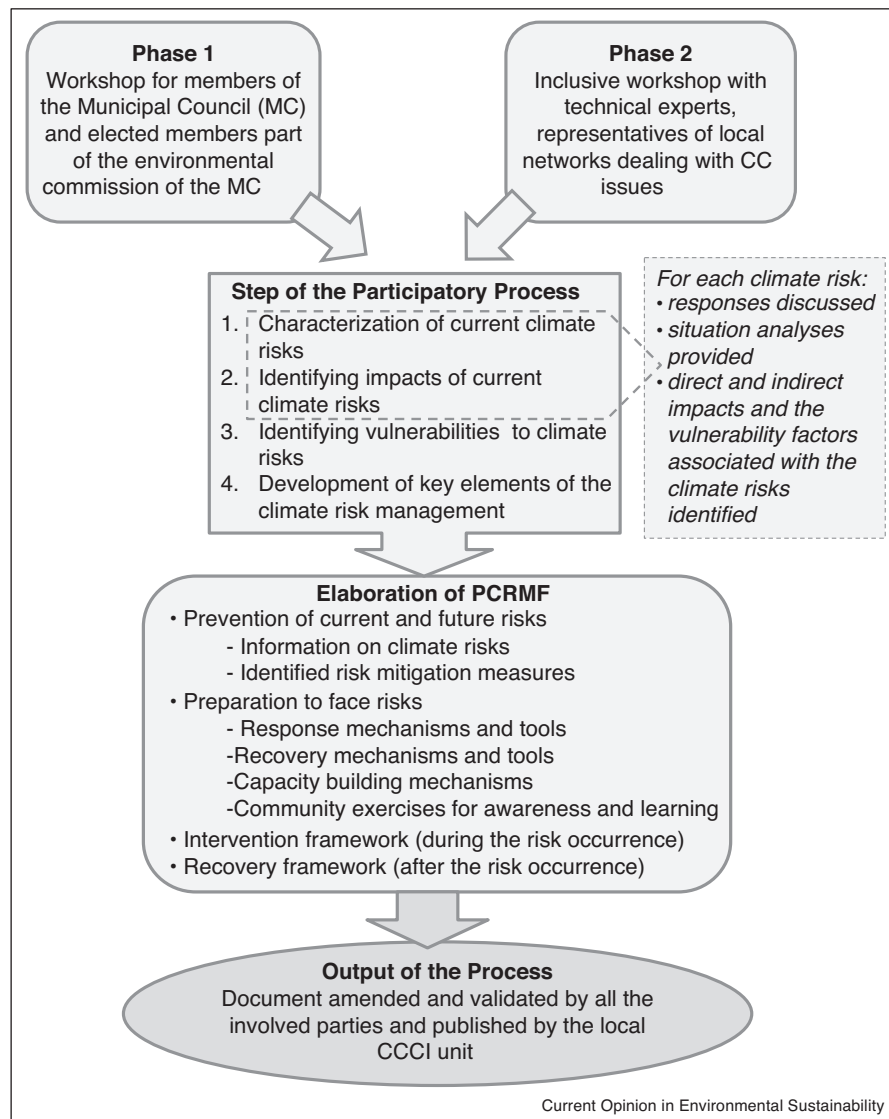 Phase 1
Workshop for members of
the Municipal Council (MC)
and elected members part
of the environmental
commission of the MC
Phase 2
Inclusive workshop with
technical experts,
representatives of local
networks dealing with CC
issues
Step of the Participatory Process
1. Characterization of current climate
risks
2. Identifying impacts of current
climate risks
3. Identifying vulnerabilities to climate
risks
4. Development of key elements of the
climate risk management
For each climate risk:
• responses discussed
• situation analyses
provided
• direct and indirect
impacts and the
vulnerability factors
associated with the
climate risks
identified
Elaboration of PCRMF
• Prevention of current and future risks
- Information on climate risks
- Identified risk mitigation measures
• Preparation to face risks
- Response mechanisms and tools
-Recovery mechanisms and tools
-Capacity building mechanisms
-Community exercises for awareness and learning
• Intervention framework (during the risk occurrence)
• Recovery framework (after the risk occurrence)
Output of the Process
Document amended and validated by all the
involved parties and published by the local
CCCI unit
Current Opinion in Environmental Sustainability